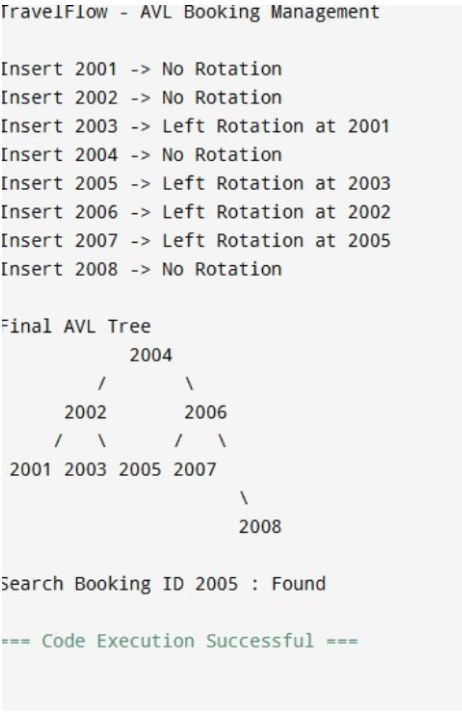 TravelFlow - AVL Booking Management
Insert 2001 -> No Rotation
Insert 2002 -> No Rotation
Insert 2003 -> Left Rotation at 2001
Insert 2004 -> No Rotation
Insert 2005 -> Left Rotation at 2003
Insert 2006 -> Left Rotation at 2002
Insert 2007 -> Left Rotation at 2005
Insert 2008 -> No Rotation
Final AVL Tree
2004
/ \
2002 2006
/ \ / \
2001 2003 2005 2007
\
2008
Search Booking ID 2005 : Found
=== Code Execution Successful ===